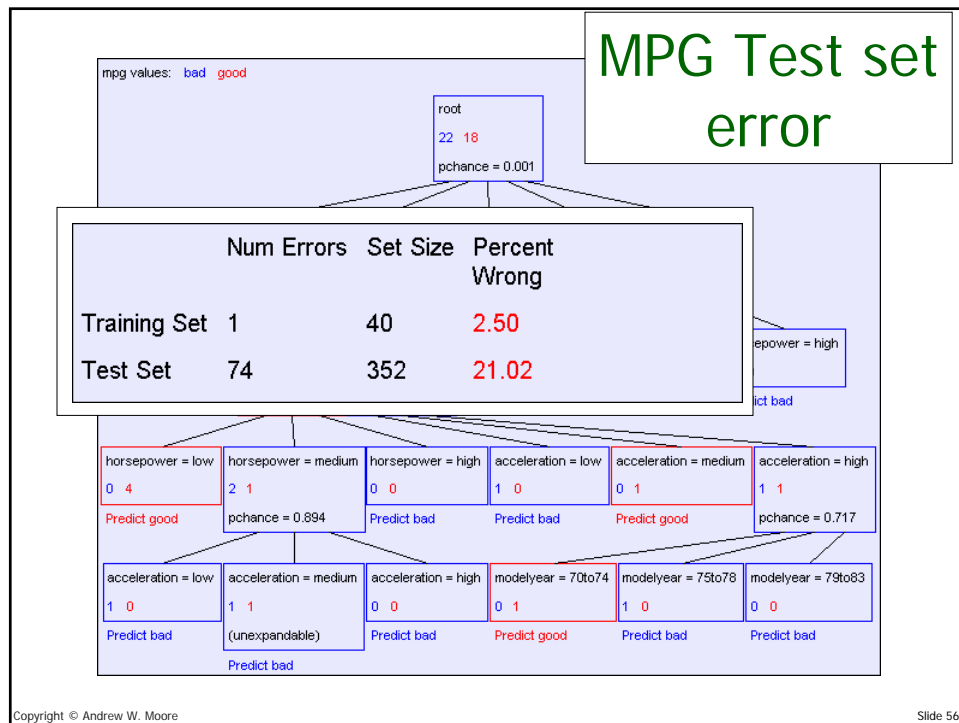 MPG Test set
error
mpg values: bad good
root
22 18
pchance = 0.001
Num Errors Set Size Percent
Wrong
Training Set 1 40 2.50
Test Set 74 352 21.02
epower = high
ict bad
horsepower = low horsepower = medium horsepower = high acceleration = low acceleration = medium acceleration = high
0 4 2 1 0 0 1 0 0 1 1 1
Predict good pchance = 0.894 Predict bad Predict bad Predict good pchance = 0.717
acceleration = low acceleration = medium acceleration = high modelyear = 70to74 modelyear = 75to78 modelyear = 79to83
1 0 1 1 0 0 0 1 1 0 0 0
Predict bad (unexpandable) Predict bad Predict good Predict bad Predict bad
Predict bad
Copyright © Andrew W. Moore Slide 56